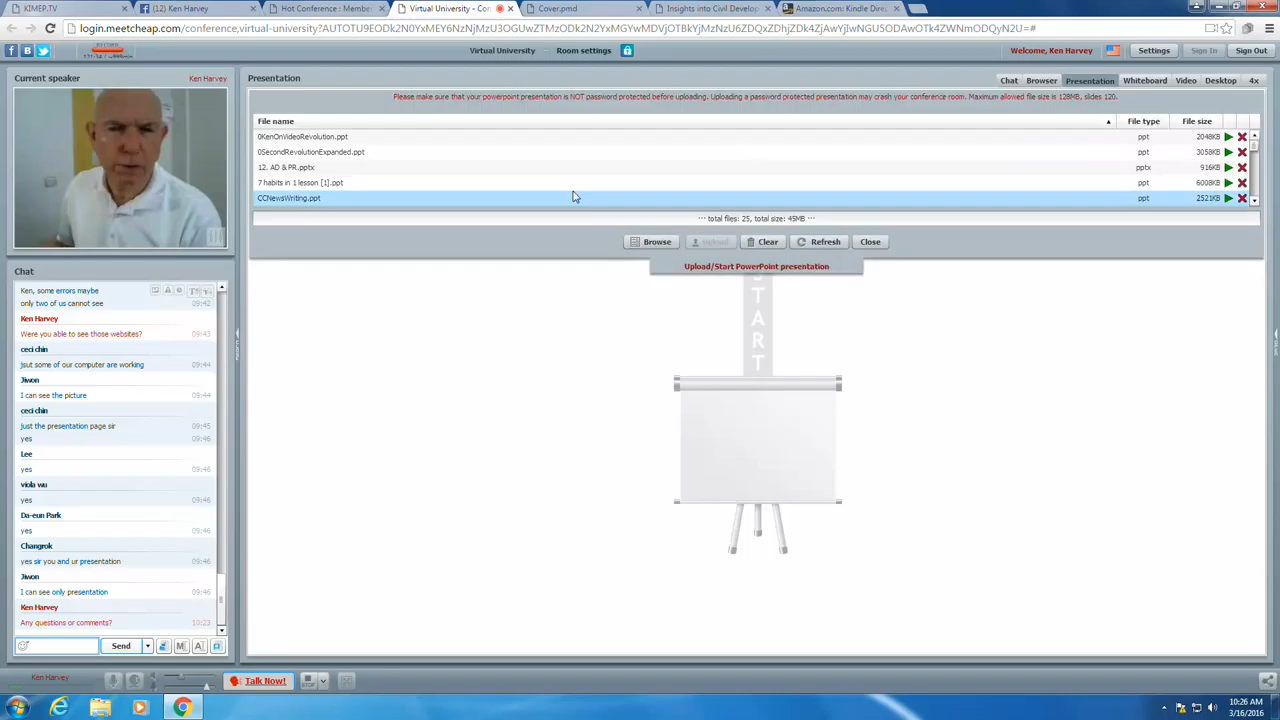 KIMEP.TV
(12) Ken Harvey
Hot Conference : Membe
Virtual University - Co
Cover.pmd
Insights into Civil Develop
Amazon.com: Kindle Dire
Virtual University
Room settings
Welcome, Ken Harvey
Settings
Sign In
Sign Out
Current speaker
Ken Harvey
Presentation
Chat
Browser
Presentation
Whiteboard
Video
Desktop
4x
Please make sure that your powerpoint presentation is NOT password protected before uploading. Uploading a password protected presentation may crash your conference room. Maximum allowed file size is 128MB, slides 120.
File name
File type
File size
0KenOnVideoRevolution.ppt
ppt
2048KB
0SecondRevolutionExpanded.ppt
ppt
3058KB
12. AD & PR.pptx
pptx
916KB
7 habits in 1 lesson [1].ppt
ppt
6008KB
CCNewsWriting.ppt
ppt
2521KB
··· total files: 25, total size: 45MB ···
Browse
Upload
Clear
Refresh
Close
Upload/Start PowerPoint presentation
START
Chat
Ken, some errors maybe
only two of us cannot see
09:42
Ken Harvey
Were you able to see those websites?
09:43
ceci chin
jsut some of our computer are working
09:44
Jiwon
I can see the picture
09:44
ceci chin
just the presentation page sir
09:45
yes
09:46
Lee
yes
09:46
viola wu
yes
09:46
Da-eun Park
yes
09:46
Changrok
yes sir you and ur presentation
09:46
Jiwon
I can see only presentation
09:46
Ken Harvey
Any questions or comments?
10:23
Send
Ken Harvey
Talk Now!
STOP
10:26 AM
3/16/2016